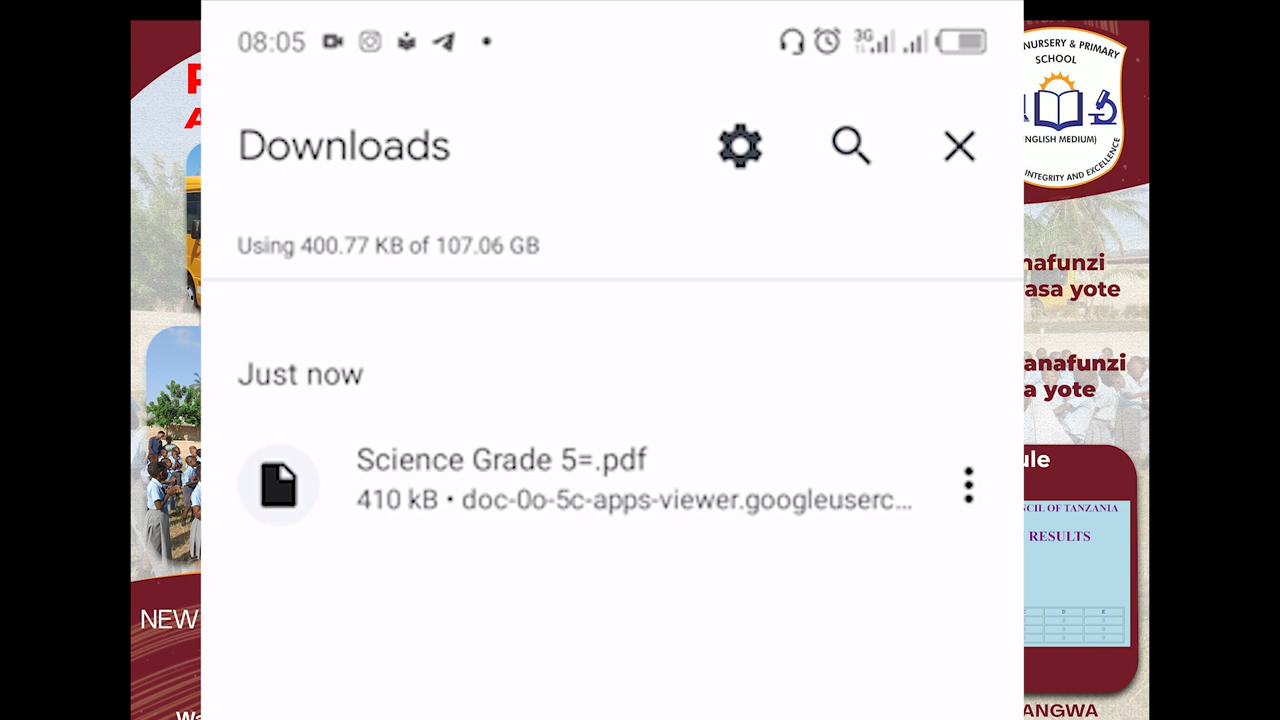 08:05
3G
Downloads
Using 400.77 KB of 107.06 GB
Just now
Science Grade 5=.pdf
410 kB • doc-0o-5c-apps-viewer.googleuserc...
NURSERY & PRIMARY
SCHOOL
NGLISH MEDIUM)
INTEGRITY AND EXCELLENCE
nafunzi
asa yote
anafunzi
a yote
ule
CIL OF TANZANIA
RESULTS
D E
NEW
ANGWA